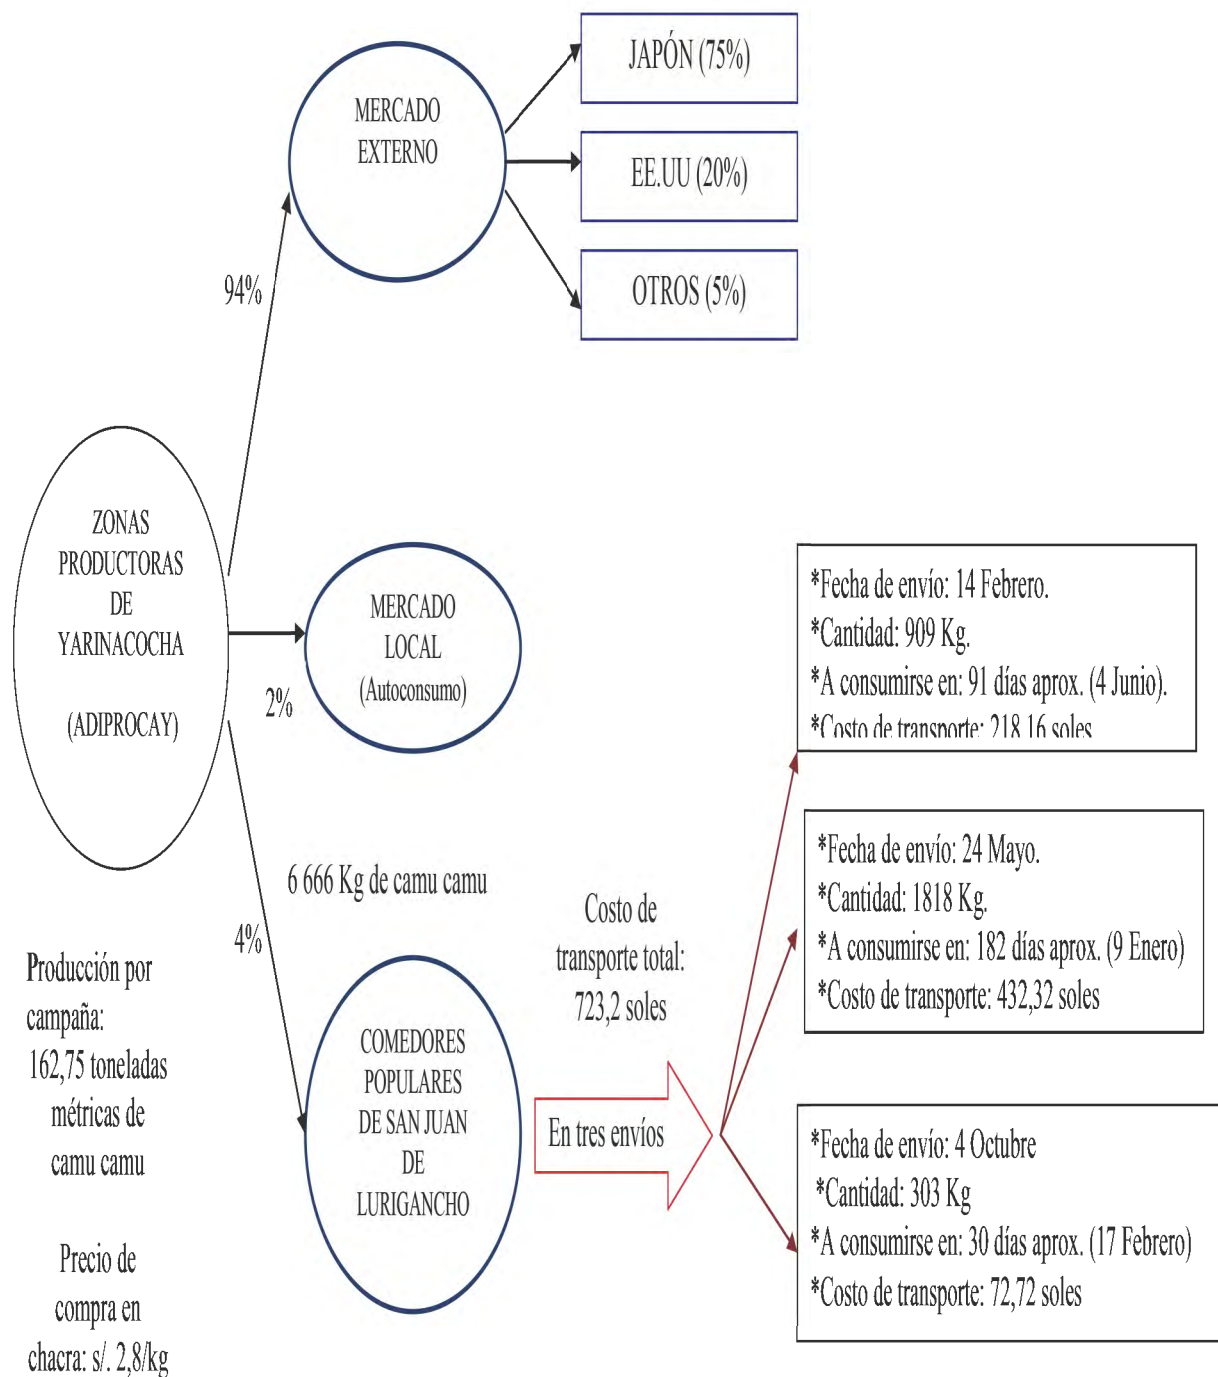 MERCADO
EXTERNO
JAPÓN (75%)
EE.UU (20%)
OTROS (5%)
94%
ZONAS
PRODUCTORAS
DE
YARINACOCHA
(ADIPROCAY)
MERCADO
LOCAL
(Autoconsumo)
2%
4%
6 666 Kg de camu camu
Producción por
campaña:
162,75 toneladas
métricas de
camu camu
Precio de
compra en
chacra: s/. 2,8/kg
COMEDORES
POPULARES
DE SAN JUAN
DE
LURIGANCHO
Costo de
transporte total:
723,2 soles
En tres envíos
*Fecha de envío: 14 Febrero.
*Cantidad: 909 Kg.
*A consumirse en: 91 días aprox. (4 Junio).
*Costo de transporte: 218,16 soles
*Fecha de envío: 24 Mayo.
*Cantidad: 1818 Kg.
*A consumirse en: 182 días aprox. (9 Enero)
*Costo de transporte: 432,32 soles
*Fecha de envío: 4 Octubre
*Cantidad: 303 Kg
*A consumirse en: 30 días aprox. (17 Febrero)
*Costo de transporte: 72,72 soles